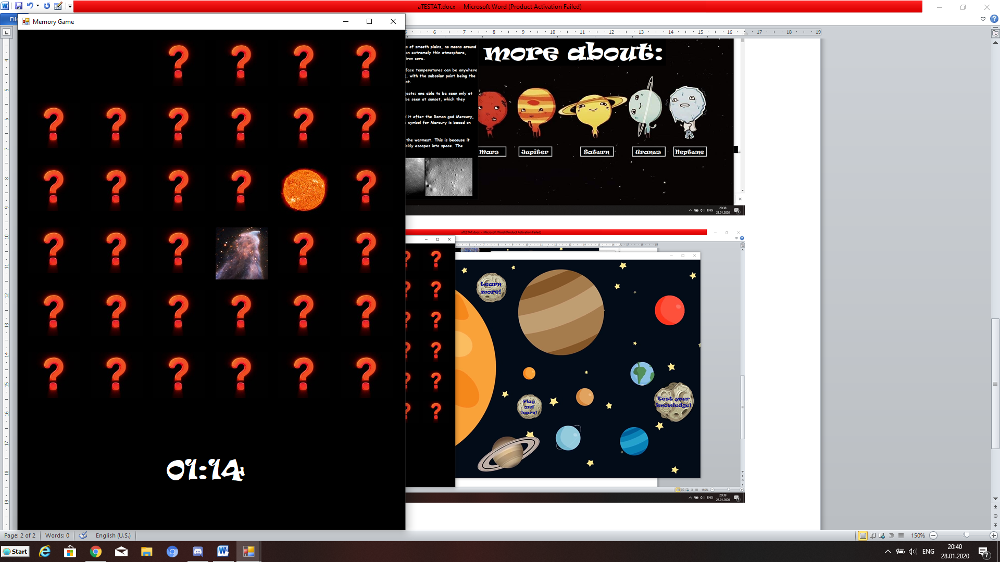 aTESTAT.docx - Microsoft Word (Product Activation Failed)
Memory Game
5 6 7 8 9 10 11 12 13 14 15 16 17 18 19
s of smooth plains, no moons around
an extremely thin atmosphere,
iron core.
face temperatures can be anywhere
), with the subsolar point being the
st.
jects: one able to be seen only at
be seen at sunset, which they
it after the Roman god Mercury,
symbol for Mercury is based on
the warmest. This is because it
ckly escapes into space. The
more about:
Mars
Jupiter
Saturn
Uranus
Neptune
ENG
20:38
28.01.2020
aTESTAT.docx - Microsoft Word (Product Activation Failed)
Learn
more!
Play
and
learn!
Test your
knowledge!
150%
ENG
20:39
28.01.2020
01:14
Page: 2 of 2
Words: 0
English (U.S.)
150%
Start
ENG
20:40
28.01.2020
7